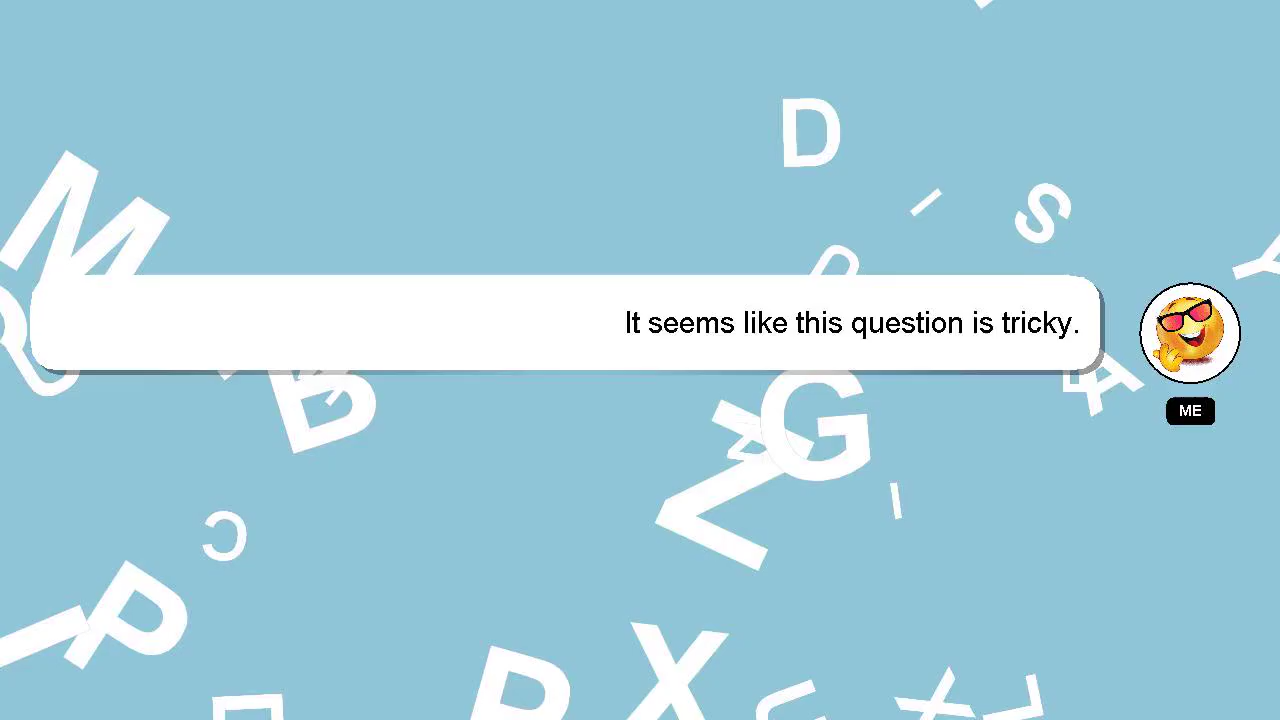 D
I
S
M
Y
It seems like this question is tricky.
ME
B
A
G
Z
I
C
P
I
P
X
U
X
L